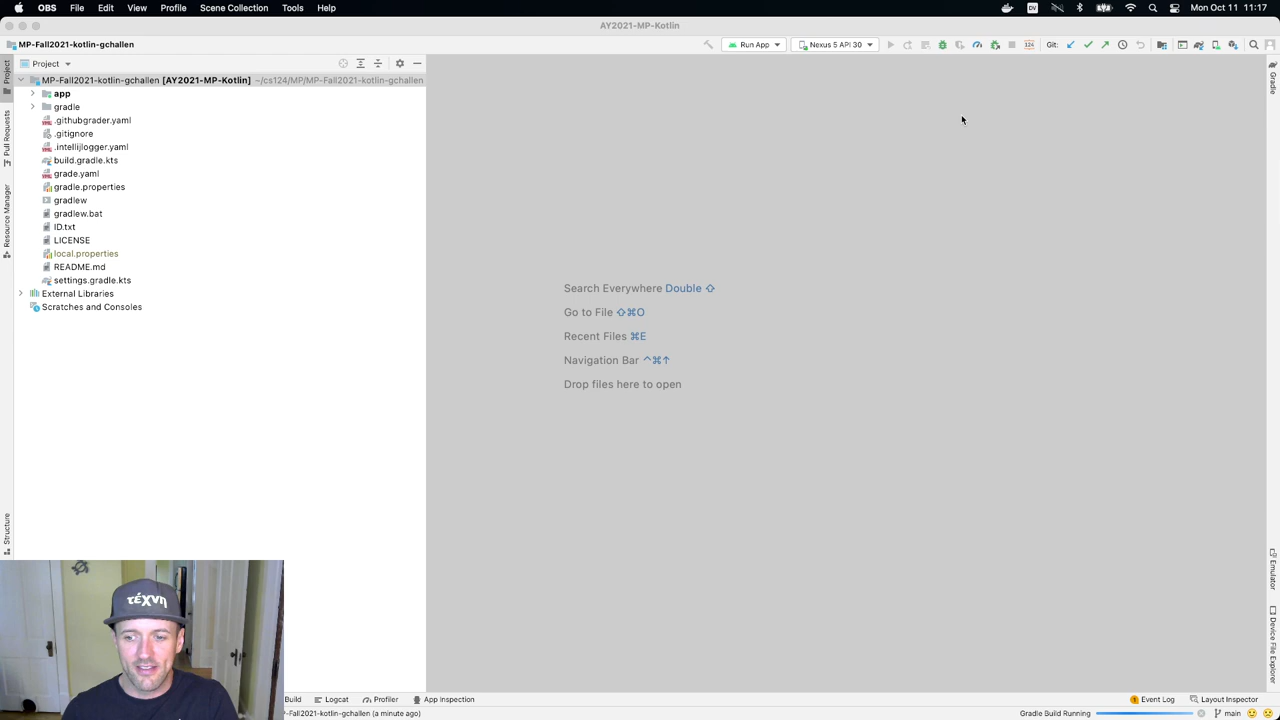 OBS File Edit View Profile Scene Collection Tools Help DV Mon Oct 11 11:17
AY2021-MP-Kotlin
MP-Fall2021-kotlin-gchallen Run App Nexus 5 API 30 Git:
Project
MP-Fall2021-kotlin-gchallen [AY2021-MP-Kotlin] ~/cs124/MP/MP-Fall2021-kotlin-gchallen
app
gradle
.githubgrader.yaml
.gitignore
.intellijlogger.yaml
build.gradle.kts
grade.yaml
gradle.properties
gradlew
gradlew.bat
ID.txt
LICENSE
local.properties
README.md
settings.gradle.kts
External Libraries
Scratches and Consoles
Project
Pull Requests
Resource Manager
Structure
Search Everywhere Double ⇧
Go to File ⇧⌘O
Recent Files ⌘E
Navigation Bar ^⌘↑
Drop files here to open
Gradle
Emulator
Device File Explorer
τέχνη
Build Logcat Profiler App Inspection Event Log Layout Inspector
P-Fall2021-kotlin-gchallen (a minute ago) Gradle Build Running main